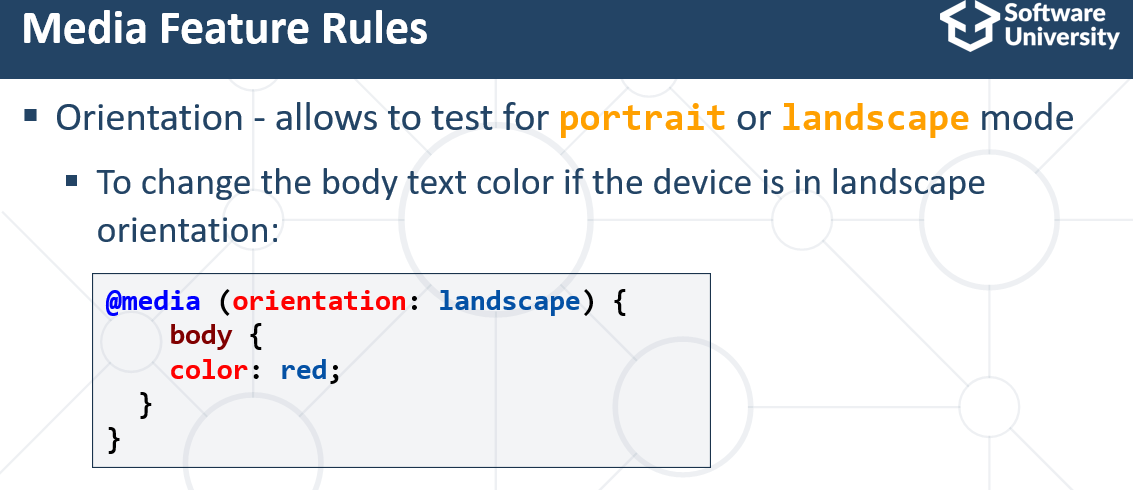 Media Feature Rules
Software
University
▪ Orientation - allows to test for portrait or landscape mode
▪ To change the body text color if the device is in landscape
orientation:
@media (orientation: landscape) {
    body {
    color: red;
  }
}